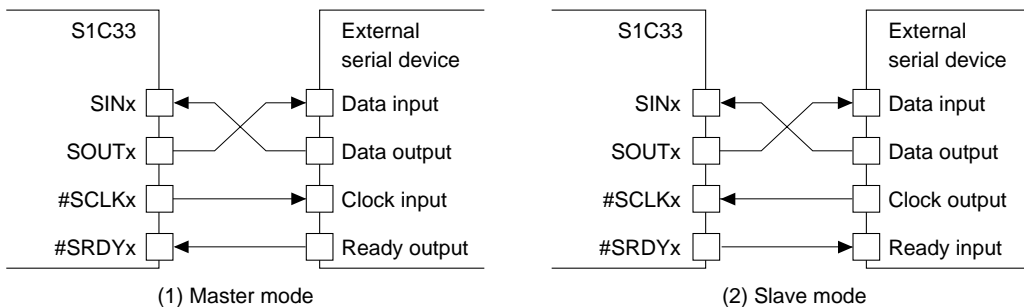 S1C33
External
serial device
SINx
Data input
SOUTx
Data output
#SCLKx
Clock input
#SRDYx
Ready output
(1) Master mode
S1C33
External
serial device
SINx
Data input
SOUTx
Data output
#SCLKx
Clock output
#SRDYx
Ready input
(2) Slave mode